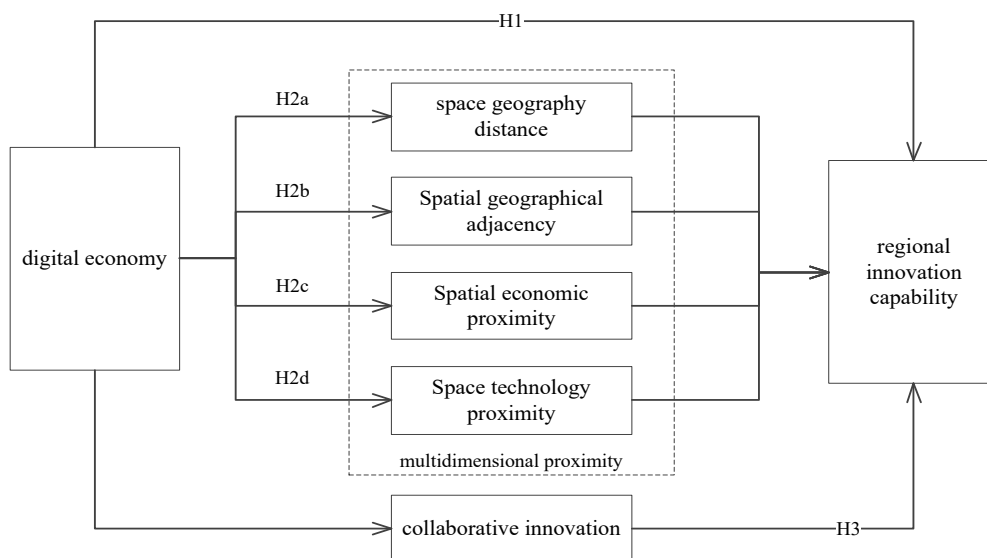 H1
H2a
space geography
distance
H2b
Spatial geographical
adjacency
digital economy
regional
innovation
capability
H2c
Spatial economic
proximity
H2d
Space technology
proximity
multidimensional proximity
collaborative innovation
H3